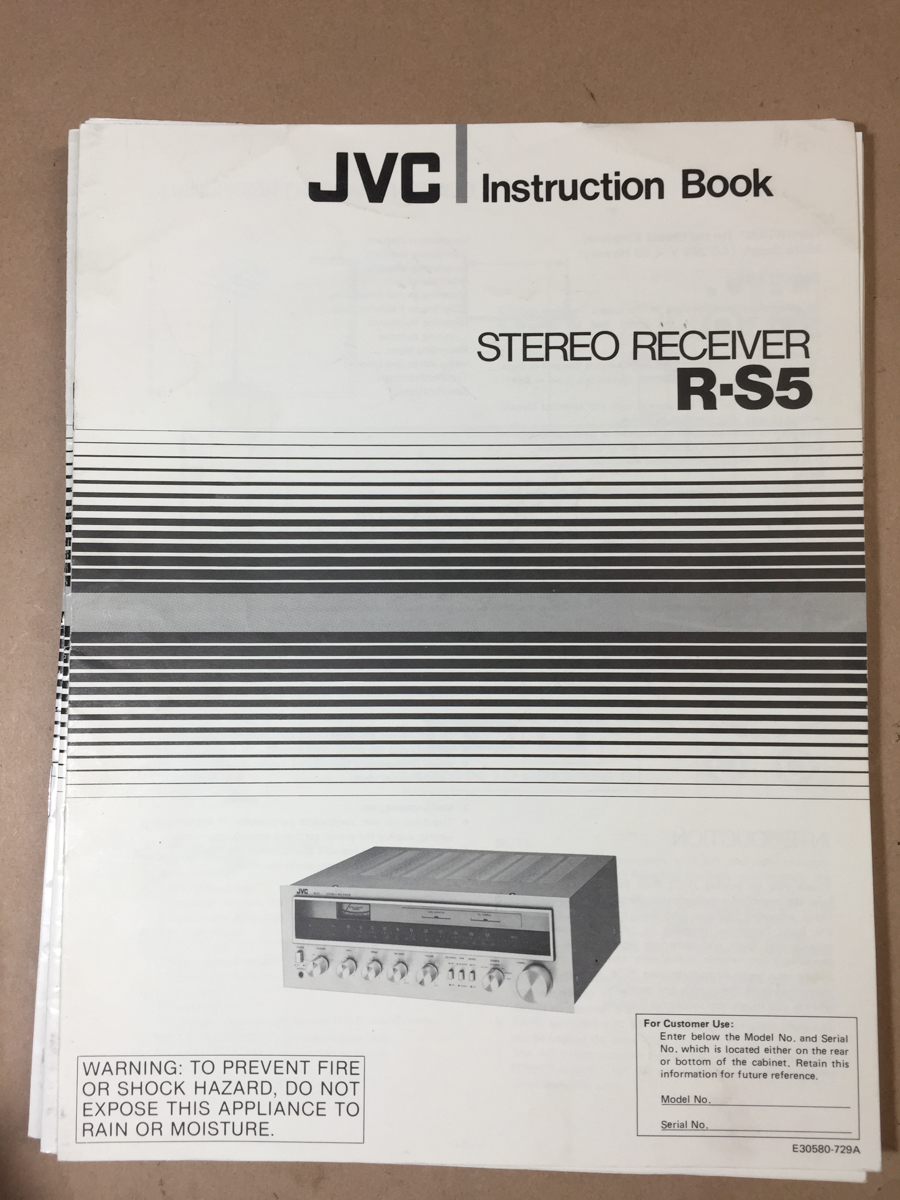 JVC Instruction Book
STEREO RECEIVER
R-S5
JVC
WARNING: TO PREVENT FIRE
OR SHOCK HAZARD, DO NOT
EXPOSE THIS APPLIANCE TO
RAIN OR MOISTURE.
For Customer Use:
Enter below the Model No. and Serial
No. which is located either on the rear
or bottom of the cabinet. Retain this
information for future reference.
Model No.
Serial No.
E30580-729A